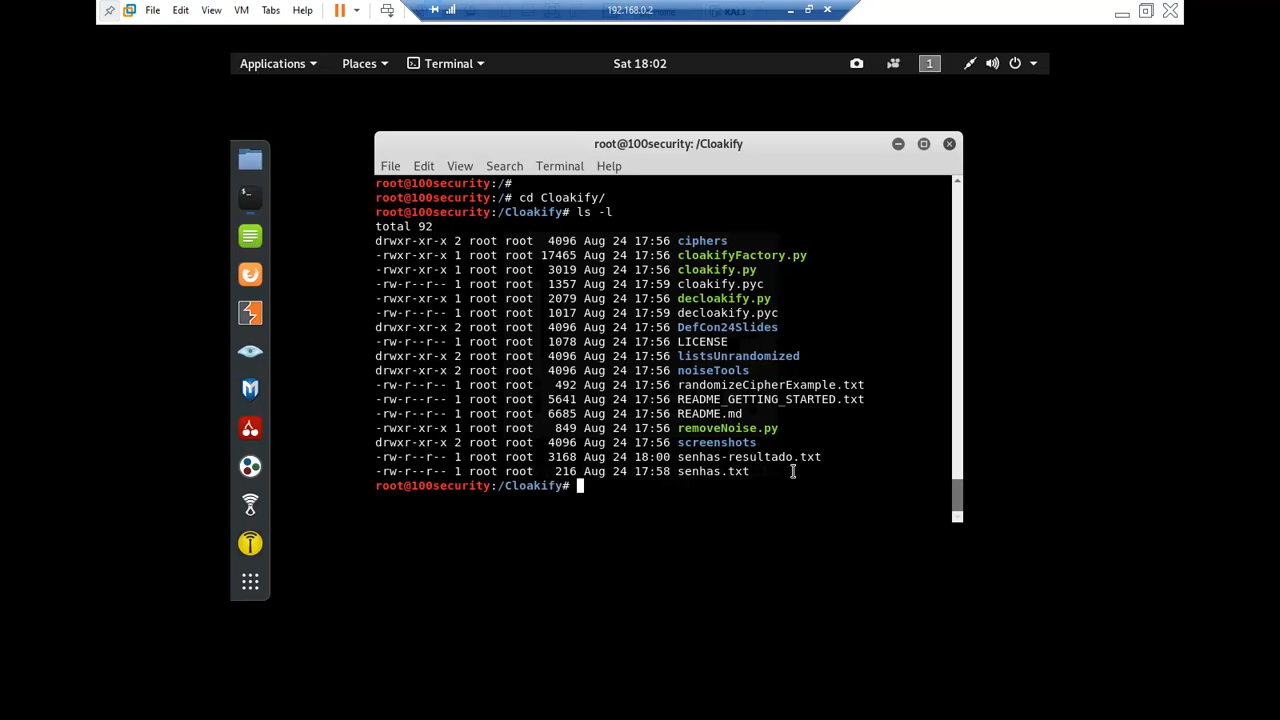 File Edit View VM Tabs Help
192.168.0.2
Applications Places Terminal Sat 18:02 1
root@100security: /Cloakify
File Edit View Search Terminal Help
root@100security:/#
root@100security:/# cd Cloakify/
root@100security:/Cloakify# ls -l
total 92
drwxr-xr-x 2 root root 4096 Aug 24 17:56 ciphers
-rwxr-xr-x 1 root root 17465 Aug 24 17:56 cloakifyFactory.py
-rwxr-xr-x 1 root root 3019 Aug 24 17:56 cloakify.py
-rw-r--r-- 1 root root 1357 Aug 24 17:59 cloakify.pyc
-rwxr-xr-x 1 root root 2079 Aug 24 17:56 decloakify.py
-rw-r--r-- 1 root root 1017 Aug 24 17:59 decloakify.pyc
drwxr-xr-x 2 root root 4096 Aug 24 17:56 DefCon24Slides
-rw-r--r-- 1 root root 1078 Aug 24 17:56 LICENSE
drwxr-xr-x 2 root root 4096 Aug 24 17:56 listsUnrandomized
drwxr-xr-x 2 root root 4096 Aug 24 17:56 noiseTools
-rw-r--r-- 1 root root 492 Aug 24 17:56 randomizeCipherExample.txt
-rw-r--r-- 1 root root 5641 Aug 24 17:56 README_GETTING_STARTED.txt
-rw-r--r-- 1 root root 6685 Aug 24 17:56 README.md
-rwxr-xr-x 1 root root 849 Aug 24 17:56 removeNoise.py
drwxr-xr-x 2 root root 4096 Aug 24 17:56 screenshots
-rw-r--r-- 1 root root 3168 Aug 24 18:00 senhas-resultado.txt
-rw-r--r-- 1 root root 216 Aug 24 17:58 senhas.txt
root@100security:/Cloakify#